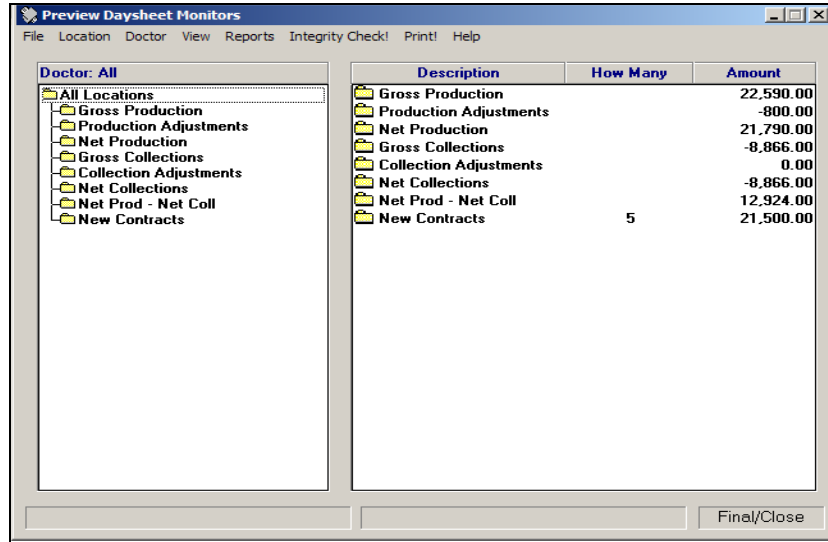 Preview Daysheet Monitors
File Location Doctor View Reports Integrity Check! Print! Help
Doctor: All
All Locations
Gross Production
Production Adjustments
Net Production
Gross Collections
Collection Adjustments
Net Collections
Net Prod - Net Coll
New Contracts
Description How Many Amount
Gross Production 22,590.00
Production Adjustments -800.00
Net Production 21,790.00
Gross Collections -8,866.00
Collection Adjustments 0.00
Net Collections -8,866.00
Net Prod - Net Coll 12,924.00
New Contracts 5 21,500.00
Final/Close